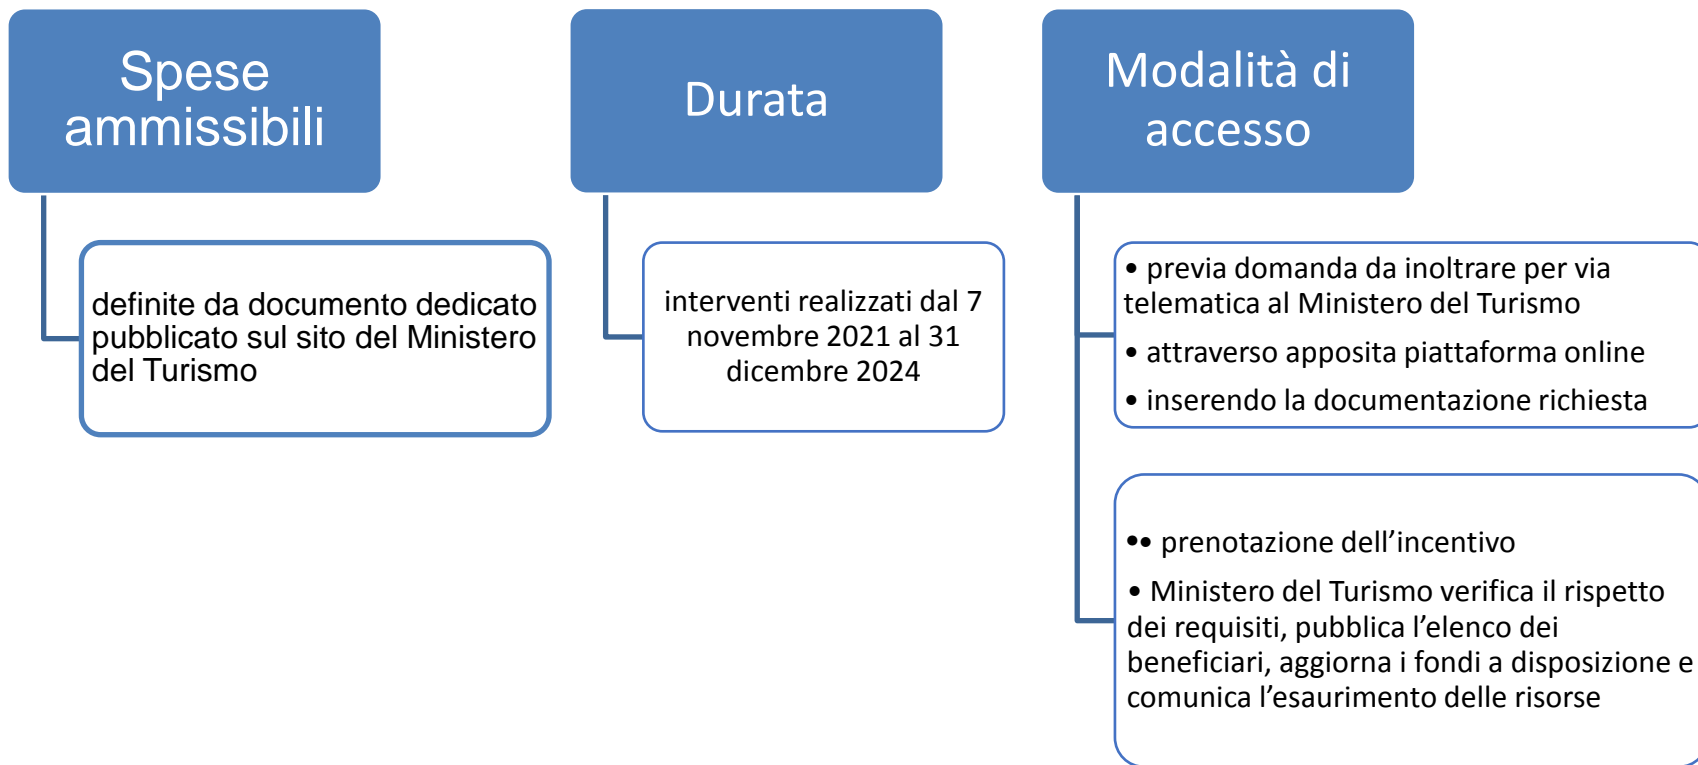 Spese
ammissibili
definite da documento dedicato
pubblicato sul sito del Ministero
del Turismo
Durata
interventi realizzati dal 7
novembre 2021 al 31
dicembre 2024
Modalità di
accesso
• previa domanda da inoltrare per via
telematica al Ministero del Turismo
• attraverso apposita piattaforma online
• inserendo la documentazione richiesta
•• prenotazione dell’incentivo
• Ministero del Turismo verifica il rispetto
dei requisiti, pubblica l’elenco dei
beneficiari, aggiorna i fondi a disposizione e
comunica l’esaurimento delle risorse